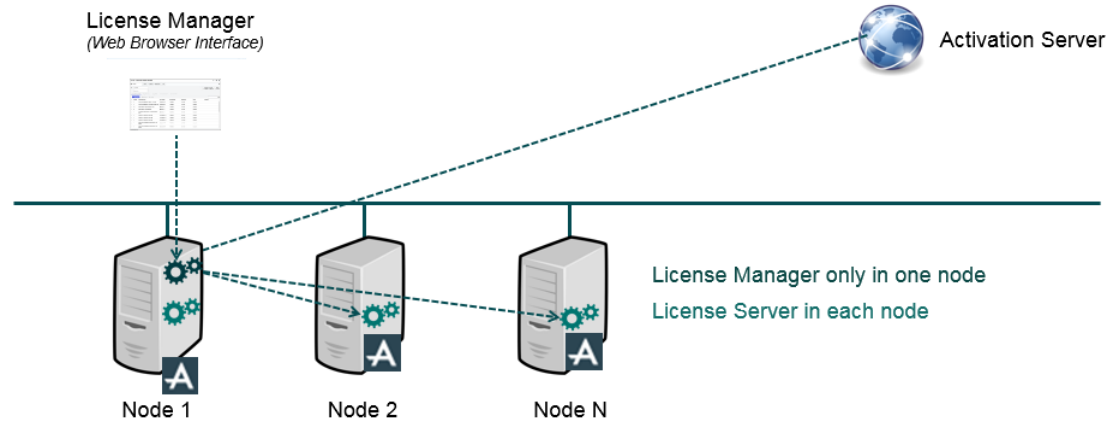 License Manager
(Web Browser Interface)
Activation Server
License Manager only in one node
License Server in each node
Node 1
Node 2
Node N